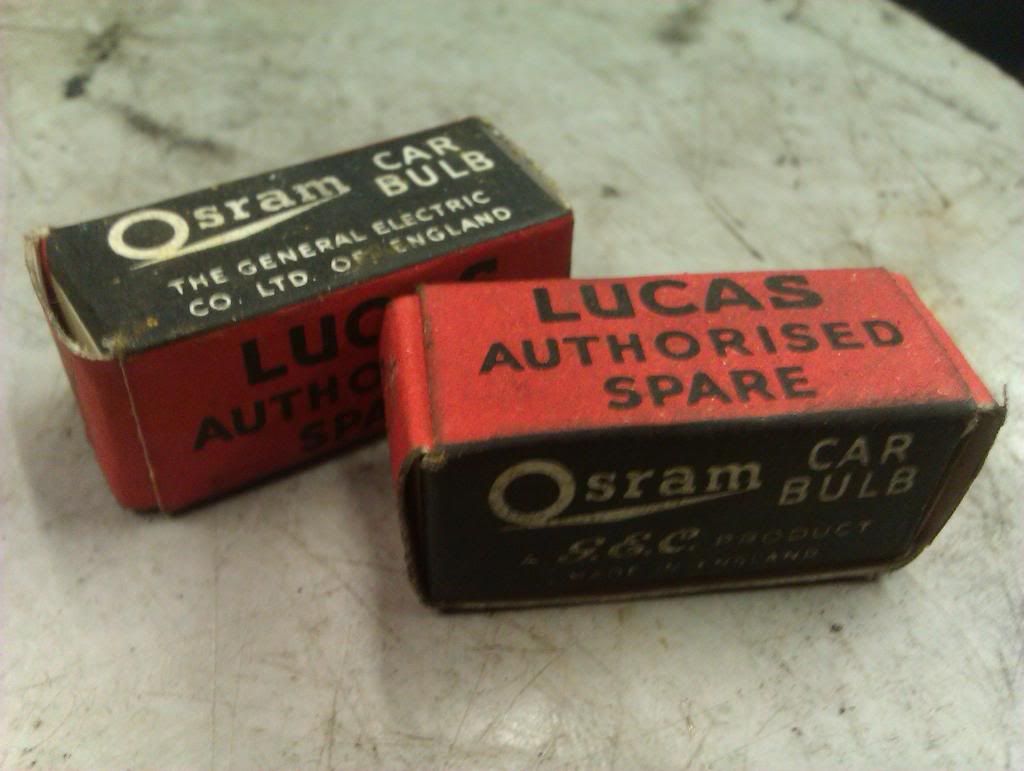 Osram CAR BULB
THE GENERAL ELECTRIC
CO. LTD. OF ENGLAND
LUCAS
AUTHO
SPA
LUCAS
AUTHORISED
SPARE
Osram CAR BULB
A G.E.C. PRODUCT
MADE IN ENGLAND